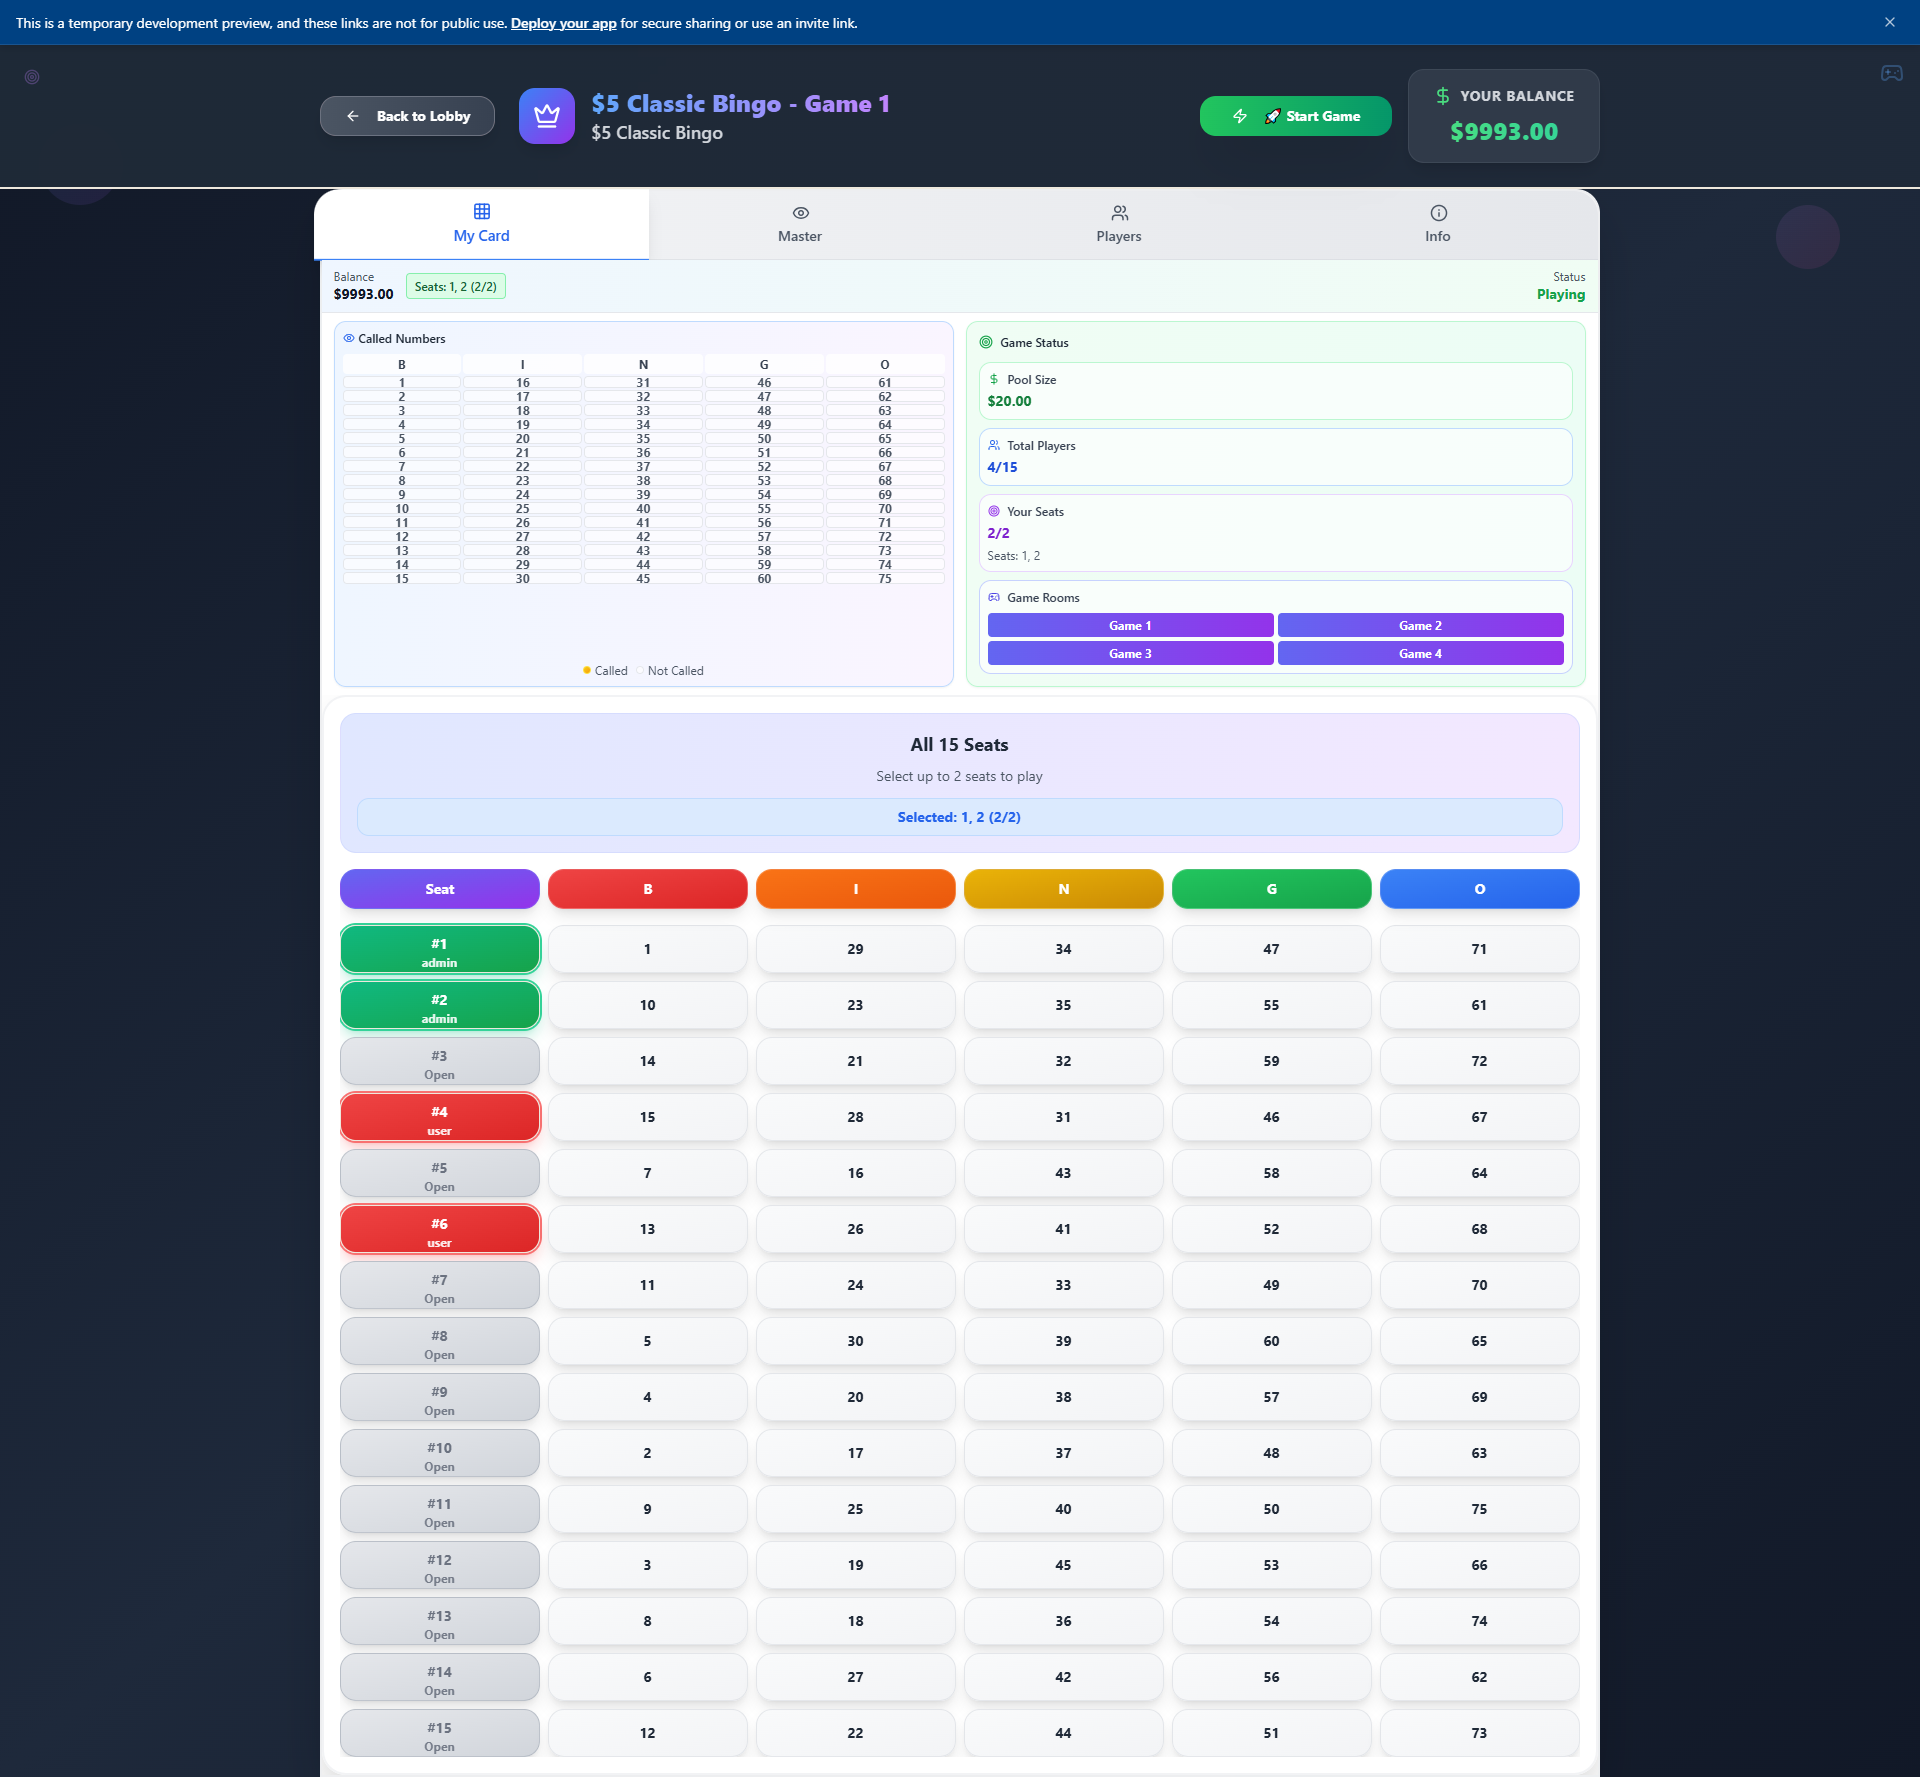 This is a temporary development preview, and these links are not for public use. Deploy your app for secure sharing or use an invite link.
Back to Lobby
$5 Classic Bingo - Game 1
$5 Classic Bingo
🚀 Start Game
YOUR BALANCE
$9993.00
My Card
Master
Players
Info
Balance
$9993.00
Seats: 1, 2 (2/2)
Status
Playing
Called Numbers
B I N G O
1 16 31 46 61
2 17 32 47 62
3 18 33 48 63
4 19 34 49 64
5 20 35 50 65
6 21 36 51 66
7 22 37 52 67
8 23 38 53 68
9 24 39 54 69
10 25 40 55 70
11 26 41 56 71
12 27 42 57 72
13 28 43 58 73
14 29 44 59 74
15 30 45 60 75
Called Not Called
Game Status
Pool Size
$20.00
Total Players
4/15
Your Seats
2/2
Seats: 1, 2
Game Rooms
Game 1 Game 2
Game 3 Game 4
All 15 Seats
Select up to 2 seats to play
Selected: 1, 2 (2/2)
Seat B I N G O
#1
admin
1 29 34 47 71
#2
admin
10 23 35 55 61
#3
Open
14 21 32 59 72
#4
user
15 28 31 46 67
#5
Open
7 16 43 58 64
#6
user
13 26 41 52 68
#7
Open
11 24 33 49 70
#8
Open
5 30 39 60 65
#9
Open
4 20 38 57 69
#10
Open
2 17 37 48 63
#11
Open
9 25 40 50 75
#12
Open
3 19 45 53 66
#13
Open
8 18 36 54 74
#14
Open
6 27 42 56 62
#15
Open
12 22 44 51 73